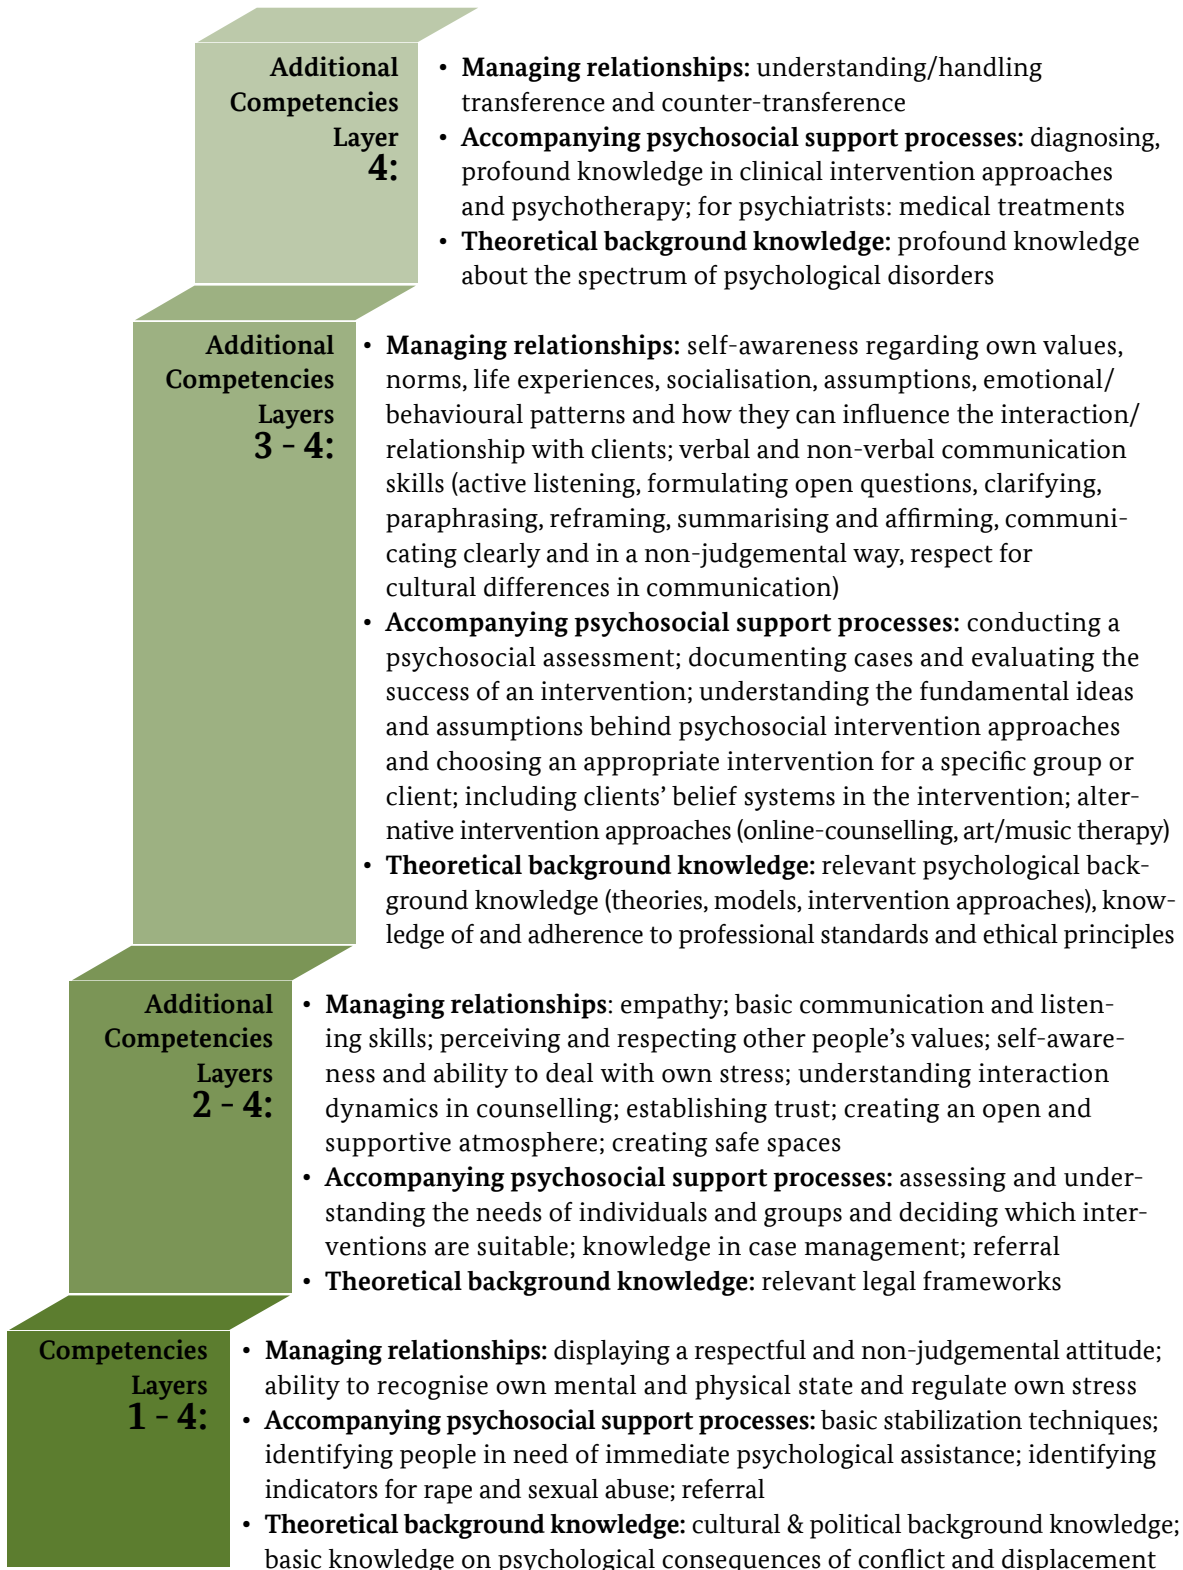 Additional
Competencies
Layer
4:
• Managing relationships: understanding/handling
transference and counter-transference
• Accompanying psychosocial support processes: diagnosing,
profound knowledge in clinical intervention approaches
and psychotherapy; for psychiatrists: medical treatments
• Theoretical background knowledge: profound knowledge
about the spectrum of psychological disorders
Additional
Competencies
Layers
3 - 4:
• Managing relationships: self-awareness regarding own values,
norms, life experiences, socialisation, assumptions, emotional/
behavioural patterns and how they can influence the interaction/
relationship with clients; verbal and non-verbal communication
skills (active listening, formulating open questions, clarifying,
paraphrasing, reframing, summarising and affirming, communi-
cating clearly and in a non-judgemental way, respect for
cultural differences in communication)
• Accompanying psychosocial support processes: conducting a
psychosocial assessment; documenting cases and evaluating the
success of an intervention; understanding the fundamental ideas
and assumptions behind psychosocial intervention approaches
and choosing an appropriate intervention for a specific group or
client; including clients’ belief systems in the intervention; alter-
native intervention approaches (online-counselling, art/music therapy)
• Theoretical background knowledge: relevant psychological back-
ground knowledge (theories, models, intervention approaches), know-
ledge of and adherence to professional standards and ethical principles
Additional
Competencies
Layers
2 - 4:
• Managing relationships: empathy; basic communication and listen-
ing skills; perceiving and respecting other people’s values; self-aware-
ness and ability to deal with own stress; understanding interaction
dynamics in counselling; establishing trust; creating an open and
supportive atmosphere; creating safe spaces
• Accompanying psychosocial support processes: assessing and under-
standing the needs of individuals and groups and deciding which inter-
ventions are suitable; knowledge in case management; referral
• Theoretical background knowledge: relevant legal frameworks
Competencies
Layers
1 - 4:
• Managing relationships: displaying a respectful and non-judgemental attitude;
ability to recognise own mental and physical state and regulate own stress
• Accompanying psychosocial support processes: basic stabilization techniques;
identifying people in need of immediate psychological assistance; identifying
indicators for rape and sexual abuse; referral
• Theoretical background knowledge: cultural & political background knowledge;
basic knowledge on psychological consequences of conflict and displacement